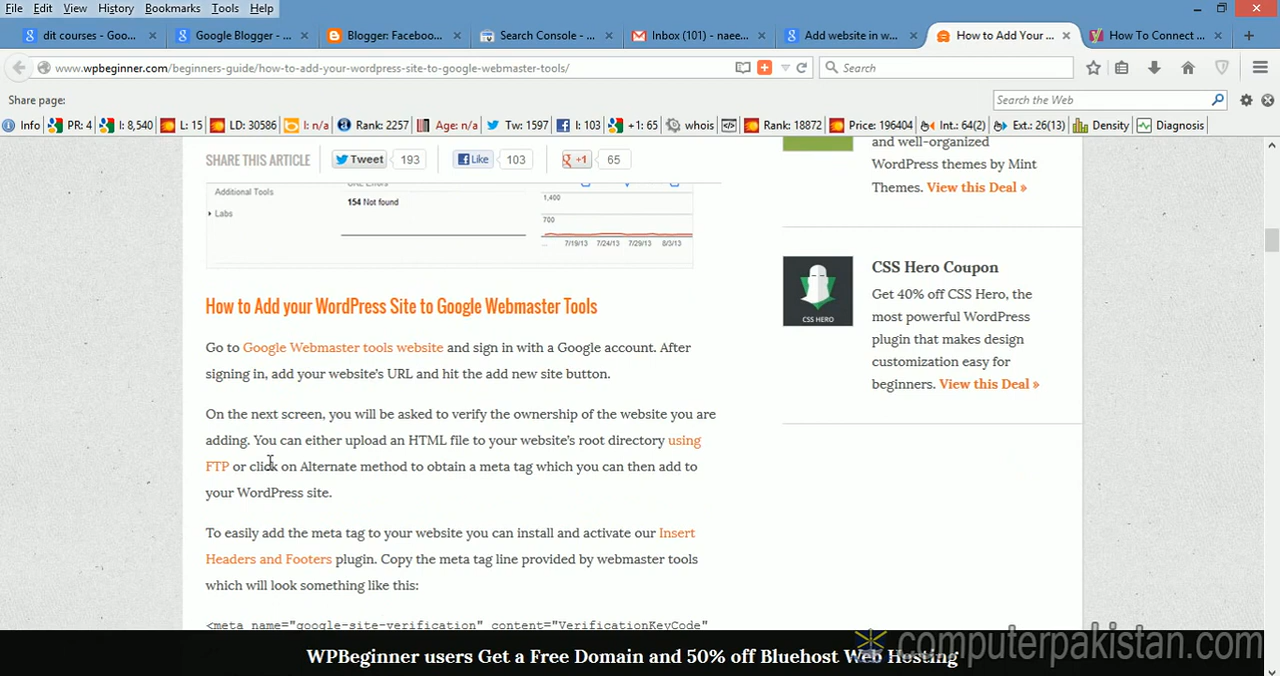 File Edit View History Bookmarks Tools Help
dit courses - Goo... Google Blogger - ... Blogger: Faceboo... Search Console - ... Inbox (101) - naee... Add website in w... How to Add Your ... How To Connect ...
www.wpbeginner.com/beginners-guide/how-to-add-your-wordpress-site-to-google-webmaster-tools/ Search
Share page: Search the Web
Info PR: 4 I: 8,540 L: 15 LD: 30586 I: n/a Rank: 2257 Age: n/a Tw: 1597 I: 103 +1: 65 whois Rank: 18872 Price: 196404 Int.: 64(2) Ext.: 26(13) Density Diagnosis
SHARE THIS ARTICLE Tweet 193 Like 103 +1 65
Additional Tools
Labs
154 Not found
1,400
700
7/19/13 7/24/13 7/29/13 8/3/13
How to Add your WordPress Site to Google Webmaster Tools
Go to Google Webmaster tools website and sign in with a Google account. After
signing in, add your website's URL and hit the add new site button.
On the next screen, you will be asked to verify the ownership of the website you are
adding. You can either upload an HTML file to your website's root directory using
FTP or click on Alternate method to obtain a meta tag which you can then add to
your WordPress site.
To easily add the meta tag to your website you can install and activate our Insert
Headers and Footers plugin. Copy the meta tag line provided by webmaster tools
which will look something like this:
<meta name="google-site-verification" content="VerificationKeyCode"
and well-organized
WordPress themes by Mint
Themes. View this Deal »
CSS HERO
CSS Hero Coupon
Get 40% off CSS Hero, the
most powerful WordPress
plugin that makes design
customization easy for
beginners. View this Deal »
WPBeginner users Get a Free Domain and 50% off Bluehost Web Hosting
computerpakistan.com